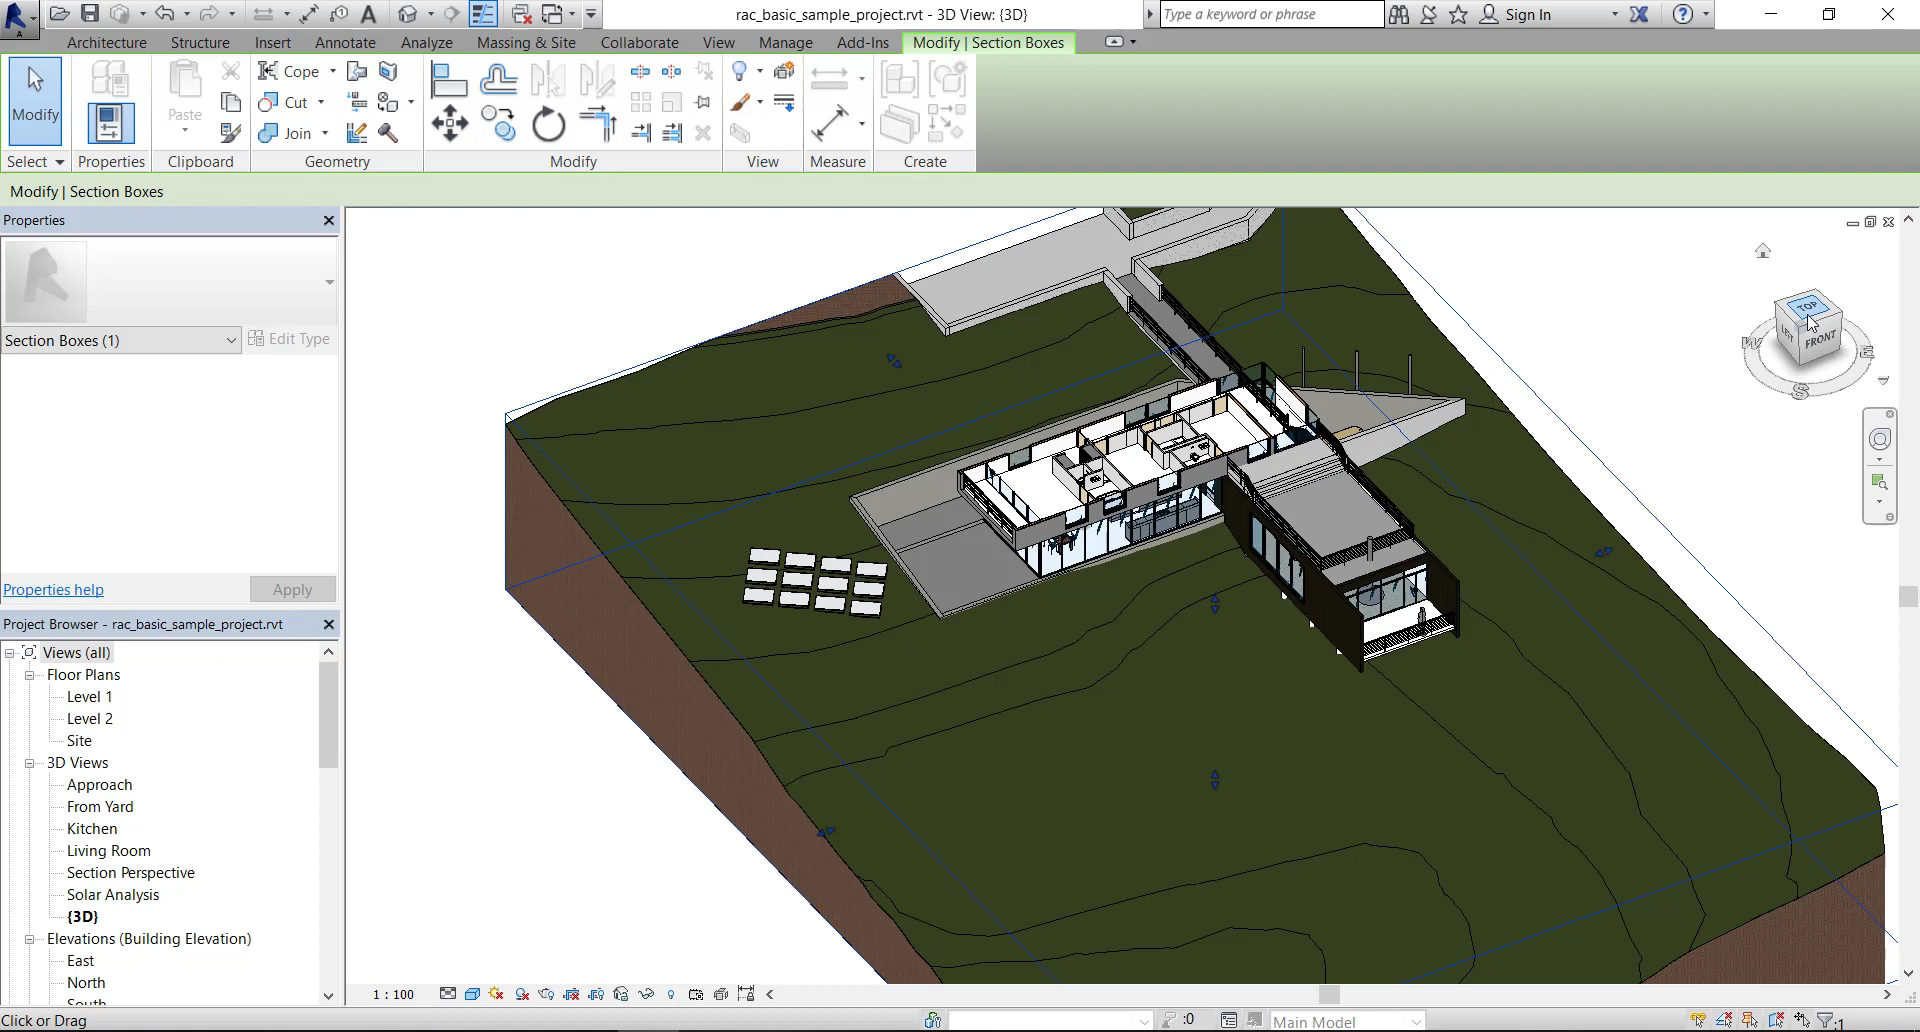 rac_basic_sample_project.rvt - 3D View: {3D}
Type a keyword or phrase
Sign In
Architecture
Structure
Insert
Annotate
Analyze
Massing & Site
Collaborate
View
Manage
Add-Ins
Modify | Section Boxes
Modify
Paste
Cope
Cut
Join
Select
Properties
Clipboard
Geometry
Modify
View
Measure
Create
Modify | Section Boxes
Properties
Section Boxes (1)
Edit Type
Properties help
Apply
Project Browser - rac_basic_sample_project.rvt
Views (all)
Floor Plans
Level 1
Level 2
Site
3D Views
Approach
From Yard
Kitchen
Living Room
Section Perspective
Solar Analysis
{3D}
Elevations (Building Elevation)
East
North
South
TOP
LEFT
FRONT
W
E
S
1 : 100
Click or Drag
:0
Main Model
:1